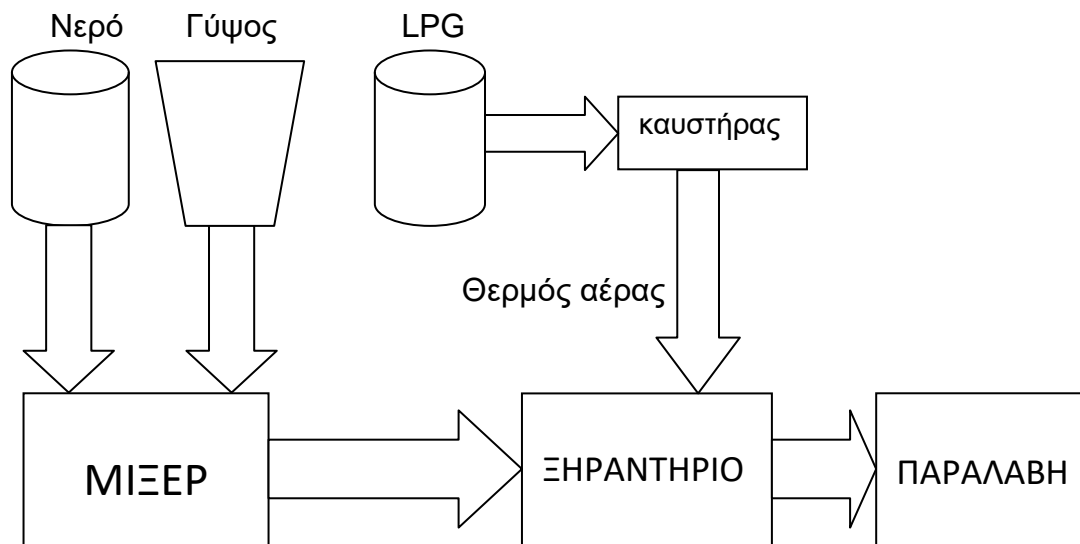 Νερό
Γύψος
LPG
καυστήρας
Θερμός αέρας
ΜΙΞΕΡ
ΞΗΡΑΝΤΗΡΙΟ
ΠΑΡΑΛΑΒΗ